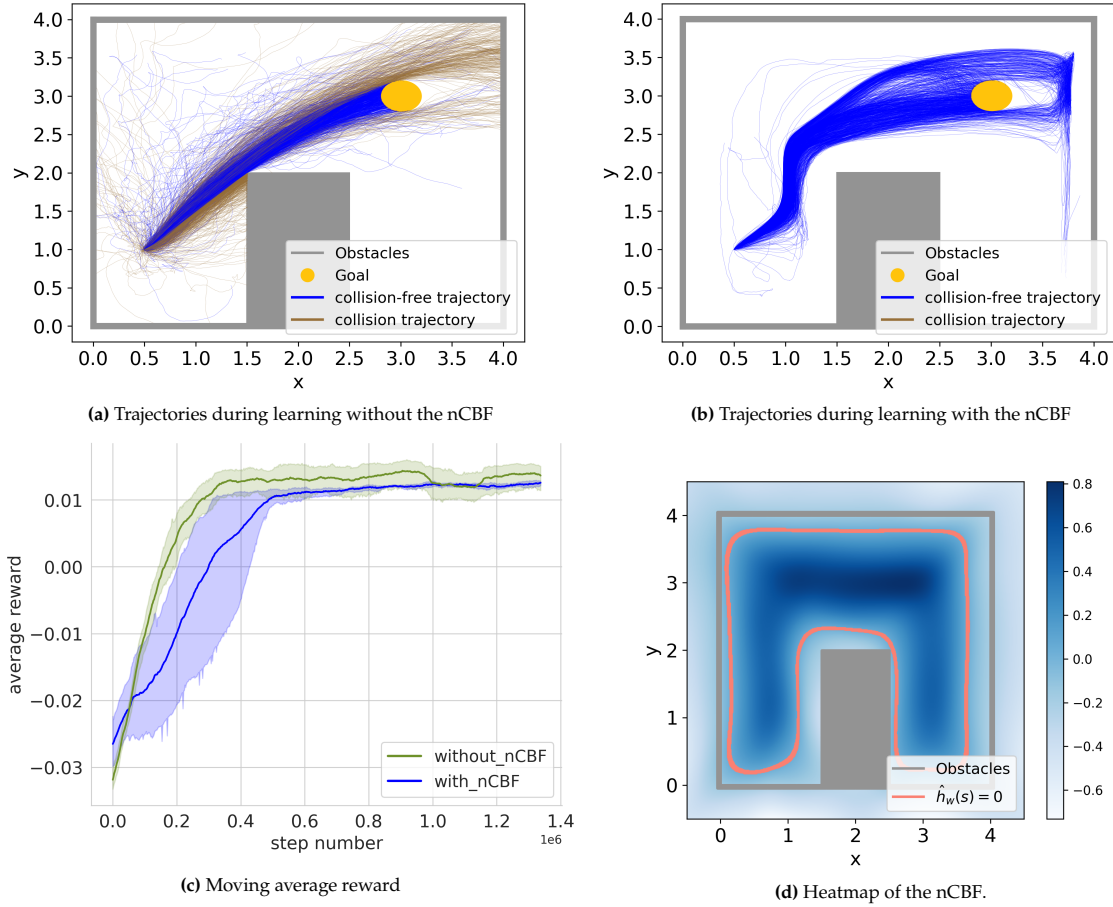 4.0
3.5
3.0
2.5
2.0
1.5
1.0
0.5
0.0
y
0.0 0.5 1.0 1.5 2.0 2.5 3.0 3.5 4.0
x
Obstacles
Goal
collision-free trajectory
collision trajectory
(a) Trajectories during learning without the nCBF
4.0
3.5
3.0
2.5
2.0
1.5
1.0
0.5
0.0
y
0.0 0.5 1.0 1.5 2.0 2.5 3.0 3.5 4.0
x
Obstacles
Goal
collision-free trajectory
collision trajectory
(b) Trajectories during learning with the nCBF
0.01
0.00
−0.01
−0.02
−0.03
average reward
0.0 0.2 0.4 0.6 0.8 1.0 1.2 1.4
1e6
step number
without_nCBF
with_nCBF
(c) Moving average reward
4
3
2
1
0
y
0 1 2 3 4
x
Obstacles
ĥ_w(s) = 0
0.8
0.6
0.4
0.2
0.0
−0.2
−0.4
−0.6
(d) Heatmap of the nCBF.